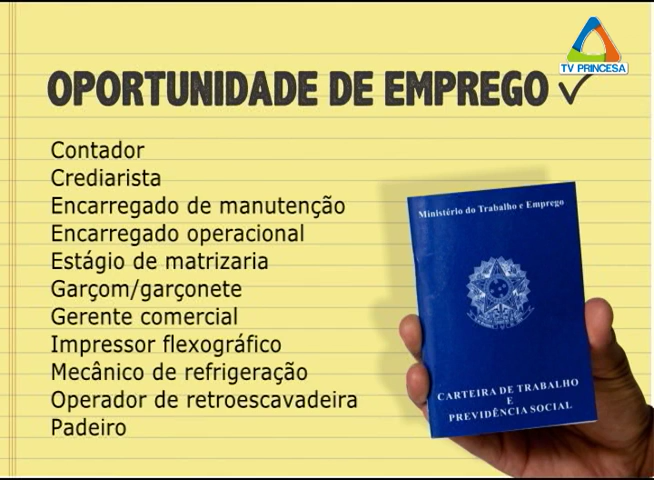 TV PRINCESA
OPORTUNIDADE DE EMPREGO
Contador
Crediarista
Encarregado de manutenção
Encarregado operacional
Estágio de matrizaria
Garçom/garçonete
Gerente comercial
Impressor flexográfico
Mecânico de refrigeração
Operador de retroescavadeira
Padeiro
Ministério do Trabalho e Emprego
CARTEIRA DE TRABALHO
E
PREVIDÊNCIA SOCIAL